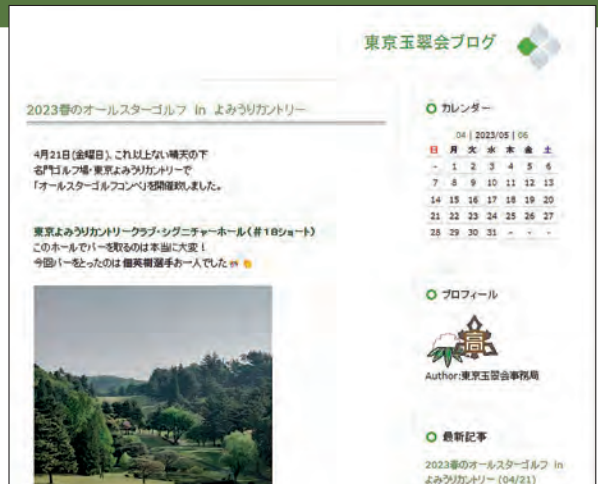 東京玉翠会ブログ
2023春のオールスターゴルフ in よみうりカントリー
4月21日(金曜日)、これ以上ない晴天の下
名門ゴルフ場・東京よみうりカントリーで
「オールスターゴルフコンペ」を開催致しました。
東京よみうりカントリークラブ・シグニチャーホール(#18ショート)
このホールでパーを取るのは本当に大変!
今回パーをとったのは 個英樹選手お一人でした
カレンダー
04 | 2023/05 | 06
日 月 火 水 木 金 土
- 1 2 3 4 5 6
7 8 9 10 11 12 13
14 15 16 17 18 19 20
21 22 23 24 25 26 27
28 29 30 31 - - -
プロフィール
高
Author:東京玉翠会事務局
最新記事
2023春のオールスターゴルフ in
よみうりカントリー (04/21)